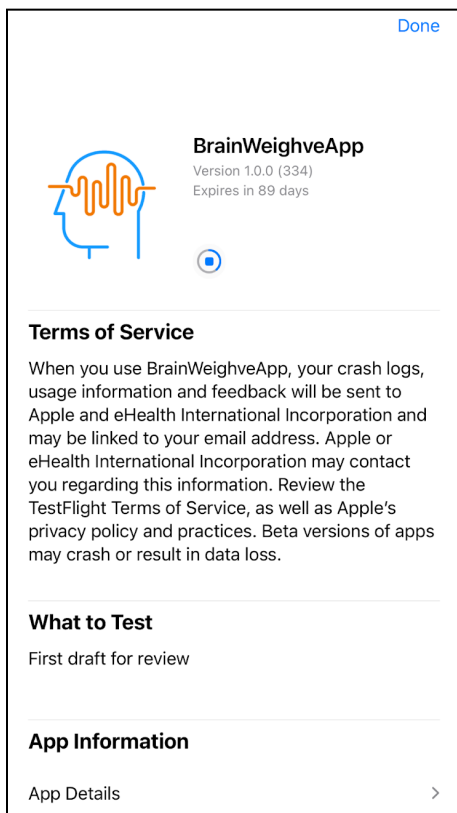 Done
BrainWeighveApp
Version 1.0.0 (334)
Expires in 89 days
Terms of Service
When you use BrainWeighveApp, your crash logs,
usage information and feedback will be sent to
Apple and eHealth International Incorporation and
may be linked to your email address. Apple or
eHealth International Incorporation may contact
you regarding this information. Review the
TestFlight Terms of Service, as well as Apple’s
privacy policy and practices. Beta versions of apps
may crash or result in data loss.
What to Test
First draft for review
App Information
App Details